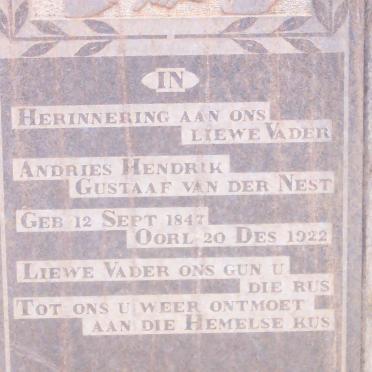 IN
HERINNERING AAN ONS
LIEWE VADER
ANDRIES HENDRIK
GUSTAAF VAN DER NEST
GEB 12 SEPT 1847
OORL 20 DES 1922
LIEWE VADER ONS GUN U
DIE RUS
TOT ONS U WEER ONTMOET
AAN DIE HEMELSE KUS